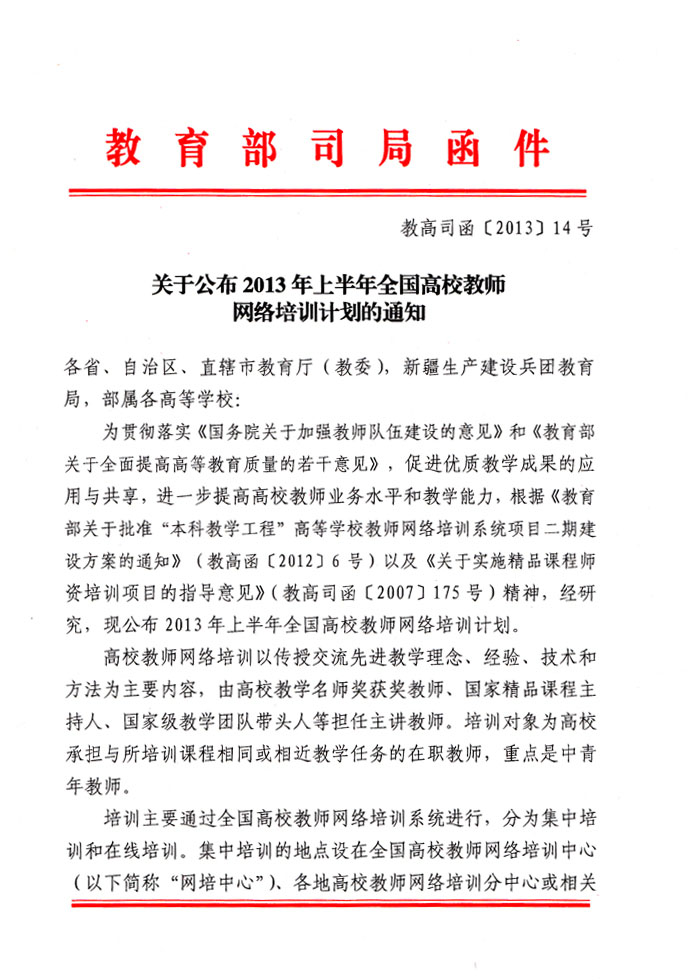 教育部司局函件
教高司函〔2013〕14号
关于公布2013年上半年全国高校教师
网络培训计划的通知
各省、自治区、直辖市教育厅（教委），新疆生产建设兵团教育
局，部属各高等学校：
为贯彻落实《国务院关于加强教师队伍建设的意见》和《教育部
关于全面提高高等教育质量的若干意见》，促进优质教学成果的应
用与共享，进一步提高高校教师业务水平和教学能力，根据《教育
部关于批准“本科教学工程”高等学校教师网络培训系统项目二期建
设方案的通知》（教高函〔2012〕6号）以及《关于实施精品课程师
资培训项目的指导意见》（教高司函〔2007〕175号）精神，经研
究，现公布2013年上半年全国高校教师网络培训计划。
高校教师网络培训以传授交流先进教学理念、经验、技术和
方法为主要内容，由高校教学名师奖获奖教师、国家精品课程主
持人、国家级教学团队带头人等担任主讲教师。培训对象为高校
承担与所培训课程相同或相近教学任务的在职教师，重点是中青
年教师。
培训主要通过全国高校教师网络培训系统进行，分为集中培
训和在线培训。集中培训的地点设在全国高校教师网络培训中心
（以下简称“网培中心”）、各地高校教师网络培训分中心或相关